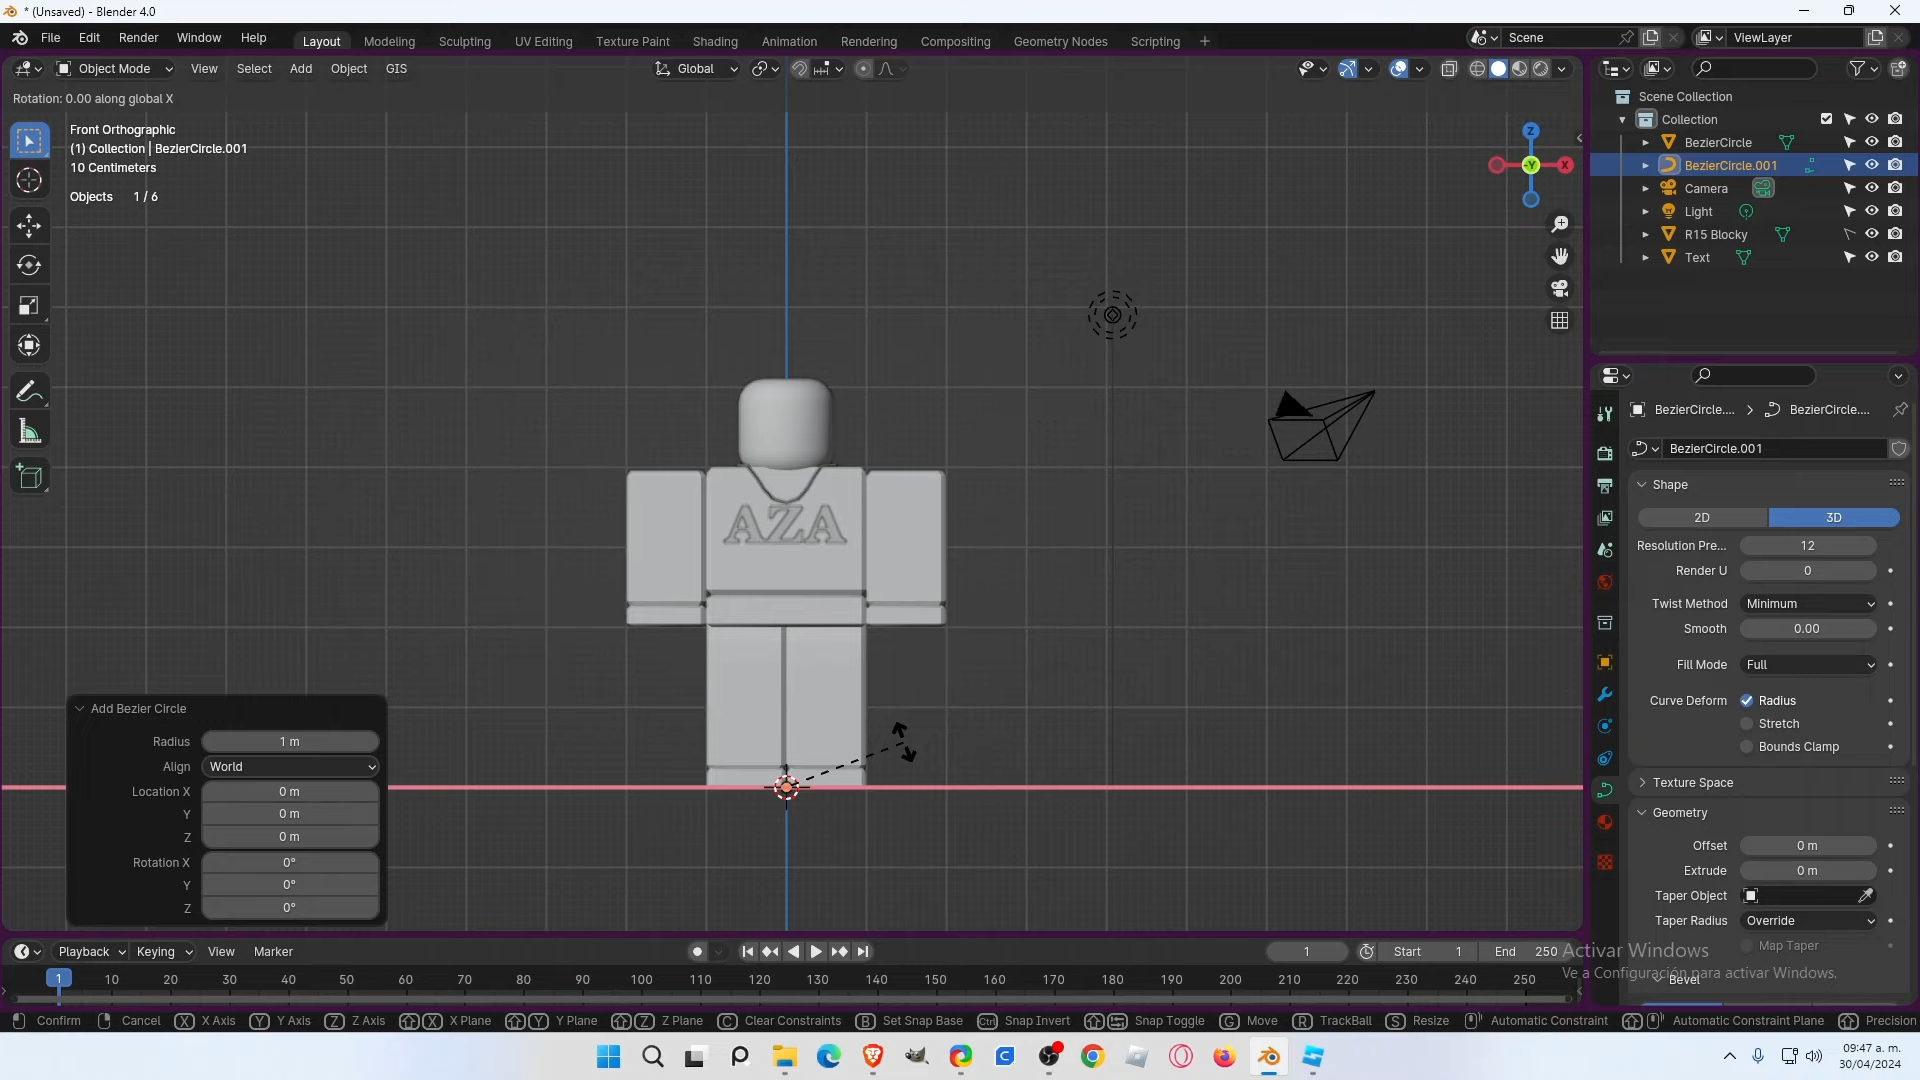 * (Unsaved) - Blender 4.0
File Edit Render Window Help Layout Modeling Sculpting UV Editing Texture Paint Shading Animation Rendering Compositing Geometry Nodes Scripting + Scene ViewLayer
Object Mode View Select Add Object GIS Global
Rotation: 0.00 along global X
Front Orthographic
(1) Collection | BezierCircle.001
10 Centimeters
Objects 1 / 6
Z
-Y
X
AZA
Scene Collection
Collection
BezierCircle
BezierCircle.001
Camera
Light
R15 Blocky
Text
BezierCircle.... > BezierCircle....
BezierCircle.001
Shape
2D 3D
Resolution Pre... 12
Render U 0
Twist Method Minimum
Smooth 0.00
Fill Mode Full
Curve Deform Radius
Stretch
Bounds Clamp
Texture Space
Geometry
Offset 0 m
Extrude 0 m
Taper Object
Taper Radius Override
Map Taper
Bevel
Add Bezier Circle
Radius 1 m
Align World
Location X 0 m
Y 0 m
Z 0 m
Rotation X 0°
Y 0°
Z 0°
Playback Keying View Marker 1 Start 1 End 250
1 10 20 30 40 50 60 70 80 90 100 110 120 130 140 150 160 170 180 190 200 210 220 230 240 250
Activar Windows
Ve a Configuración para activar Windows.
Confirm Cancel X X Axis Y Y Axis Z Z Axis X X Plane Y Y Plane Z Z Plane C Clear Constraints B Set Snap Base Ctrl Snap Invert Snap Toggle G Move R TrackBall S Resize Automatic Constraint Automatic Constraint Plane Precision
09:47 a. m.
30/04/2024